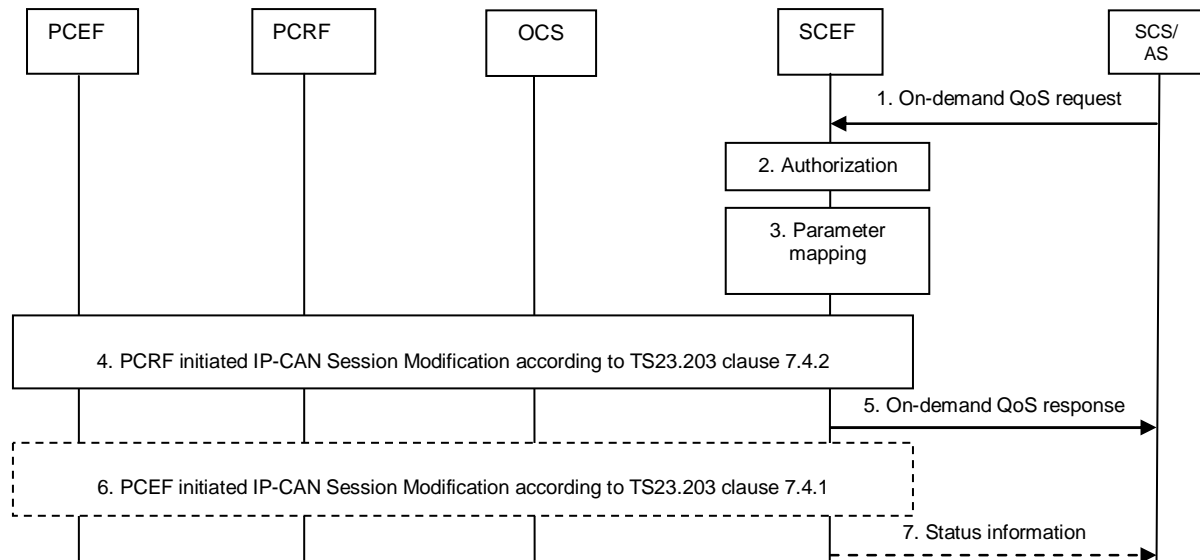 PCEF
PCRF
OCS
SCEF
SCS/
AS
1. On-demand QoS request
2. Authorization
3. Parameter
mapping
4. PCRF initiated IP-CAN Session Modification according to TS23.203 clause 7.4.2
5. On-demand QoS response
6. PCEF initiated IP-CAN Session Modification according to TS23.203 clause 7.4.1
7. Status information